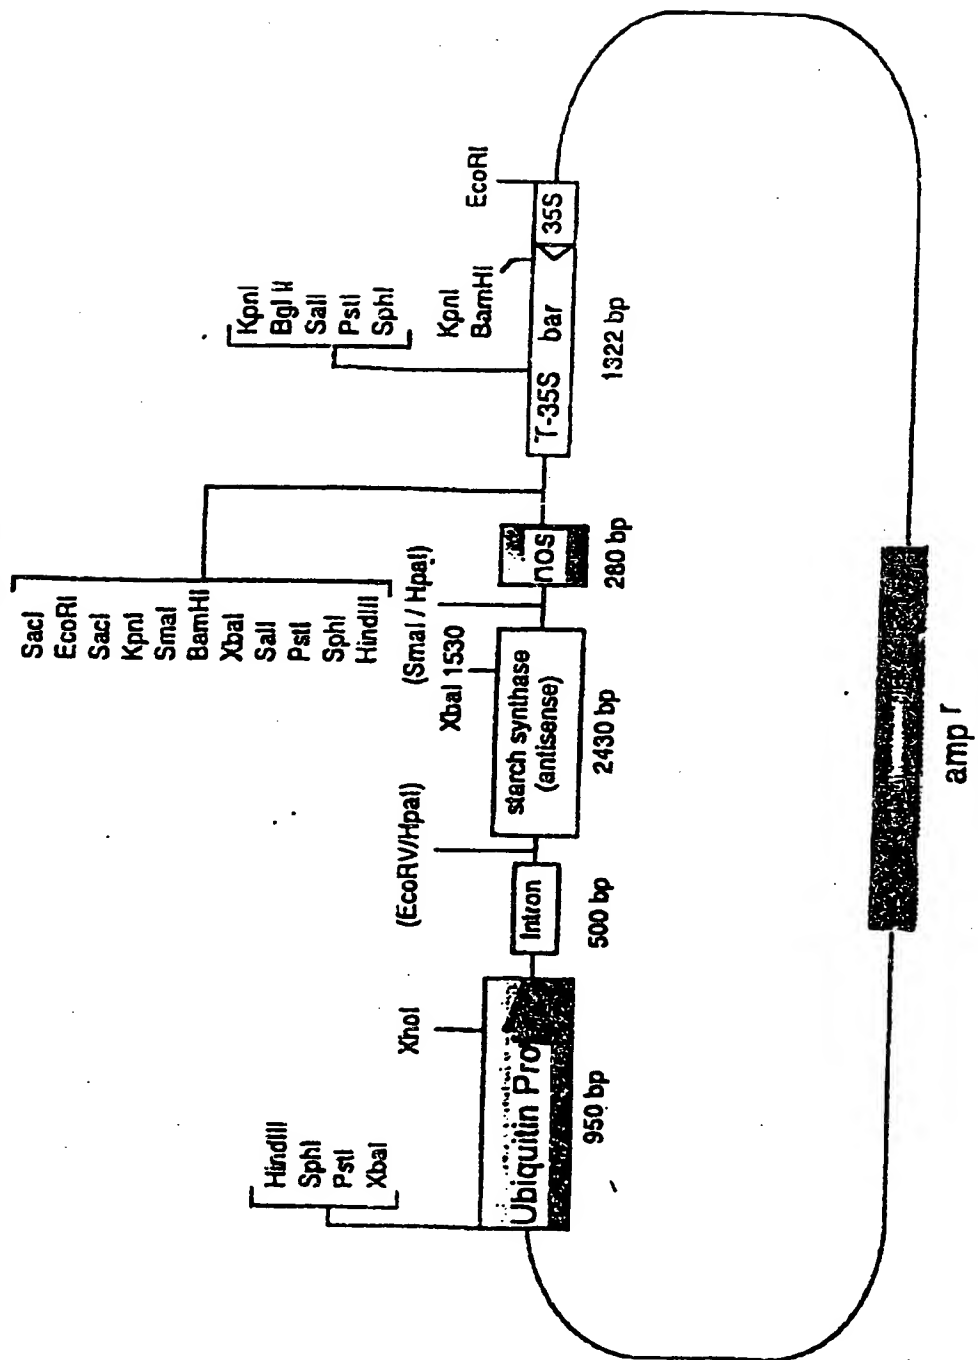 HindIII
SphI
PstI
XbaI
XhoI
(EcoRV/HpaI)
XbaI 1530
(SmaI / HpaI)
SacI
EcoRI
SacI
KpnI
SmaI
BamHI
XbaI
SalI
PstI
SphI
HindIII
KpnI
Bgl II
SalI
PstI
SphI
KpnI
BamHI
EcoRI
Ubiquitin Pro
Intron
starch synthase
(antisense)
nos
T-35S bar 35S
950 bp
500 bp
2430 bp
280 bp
1322 bp
amp r